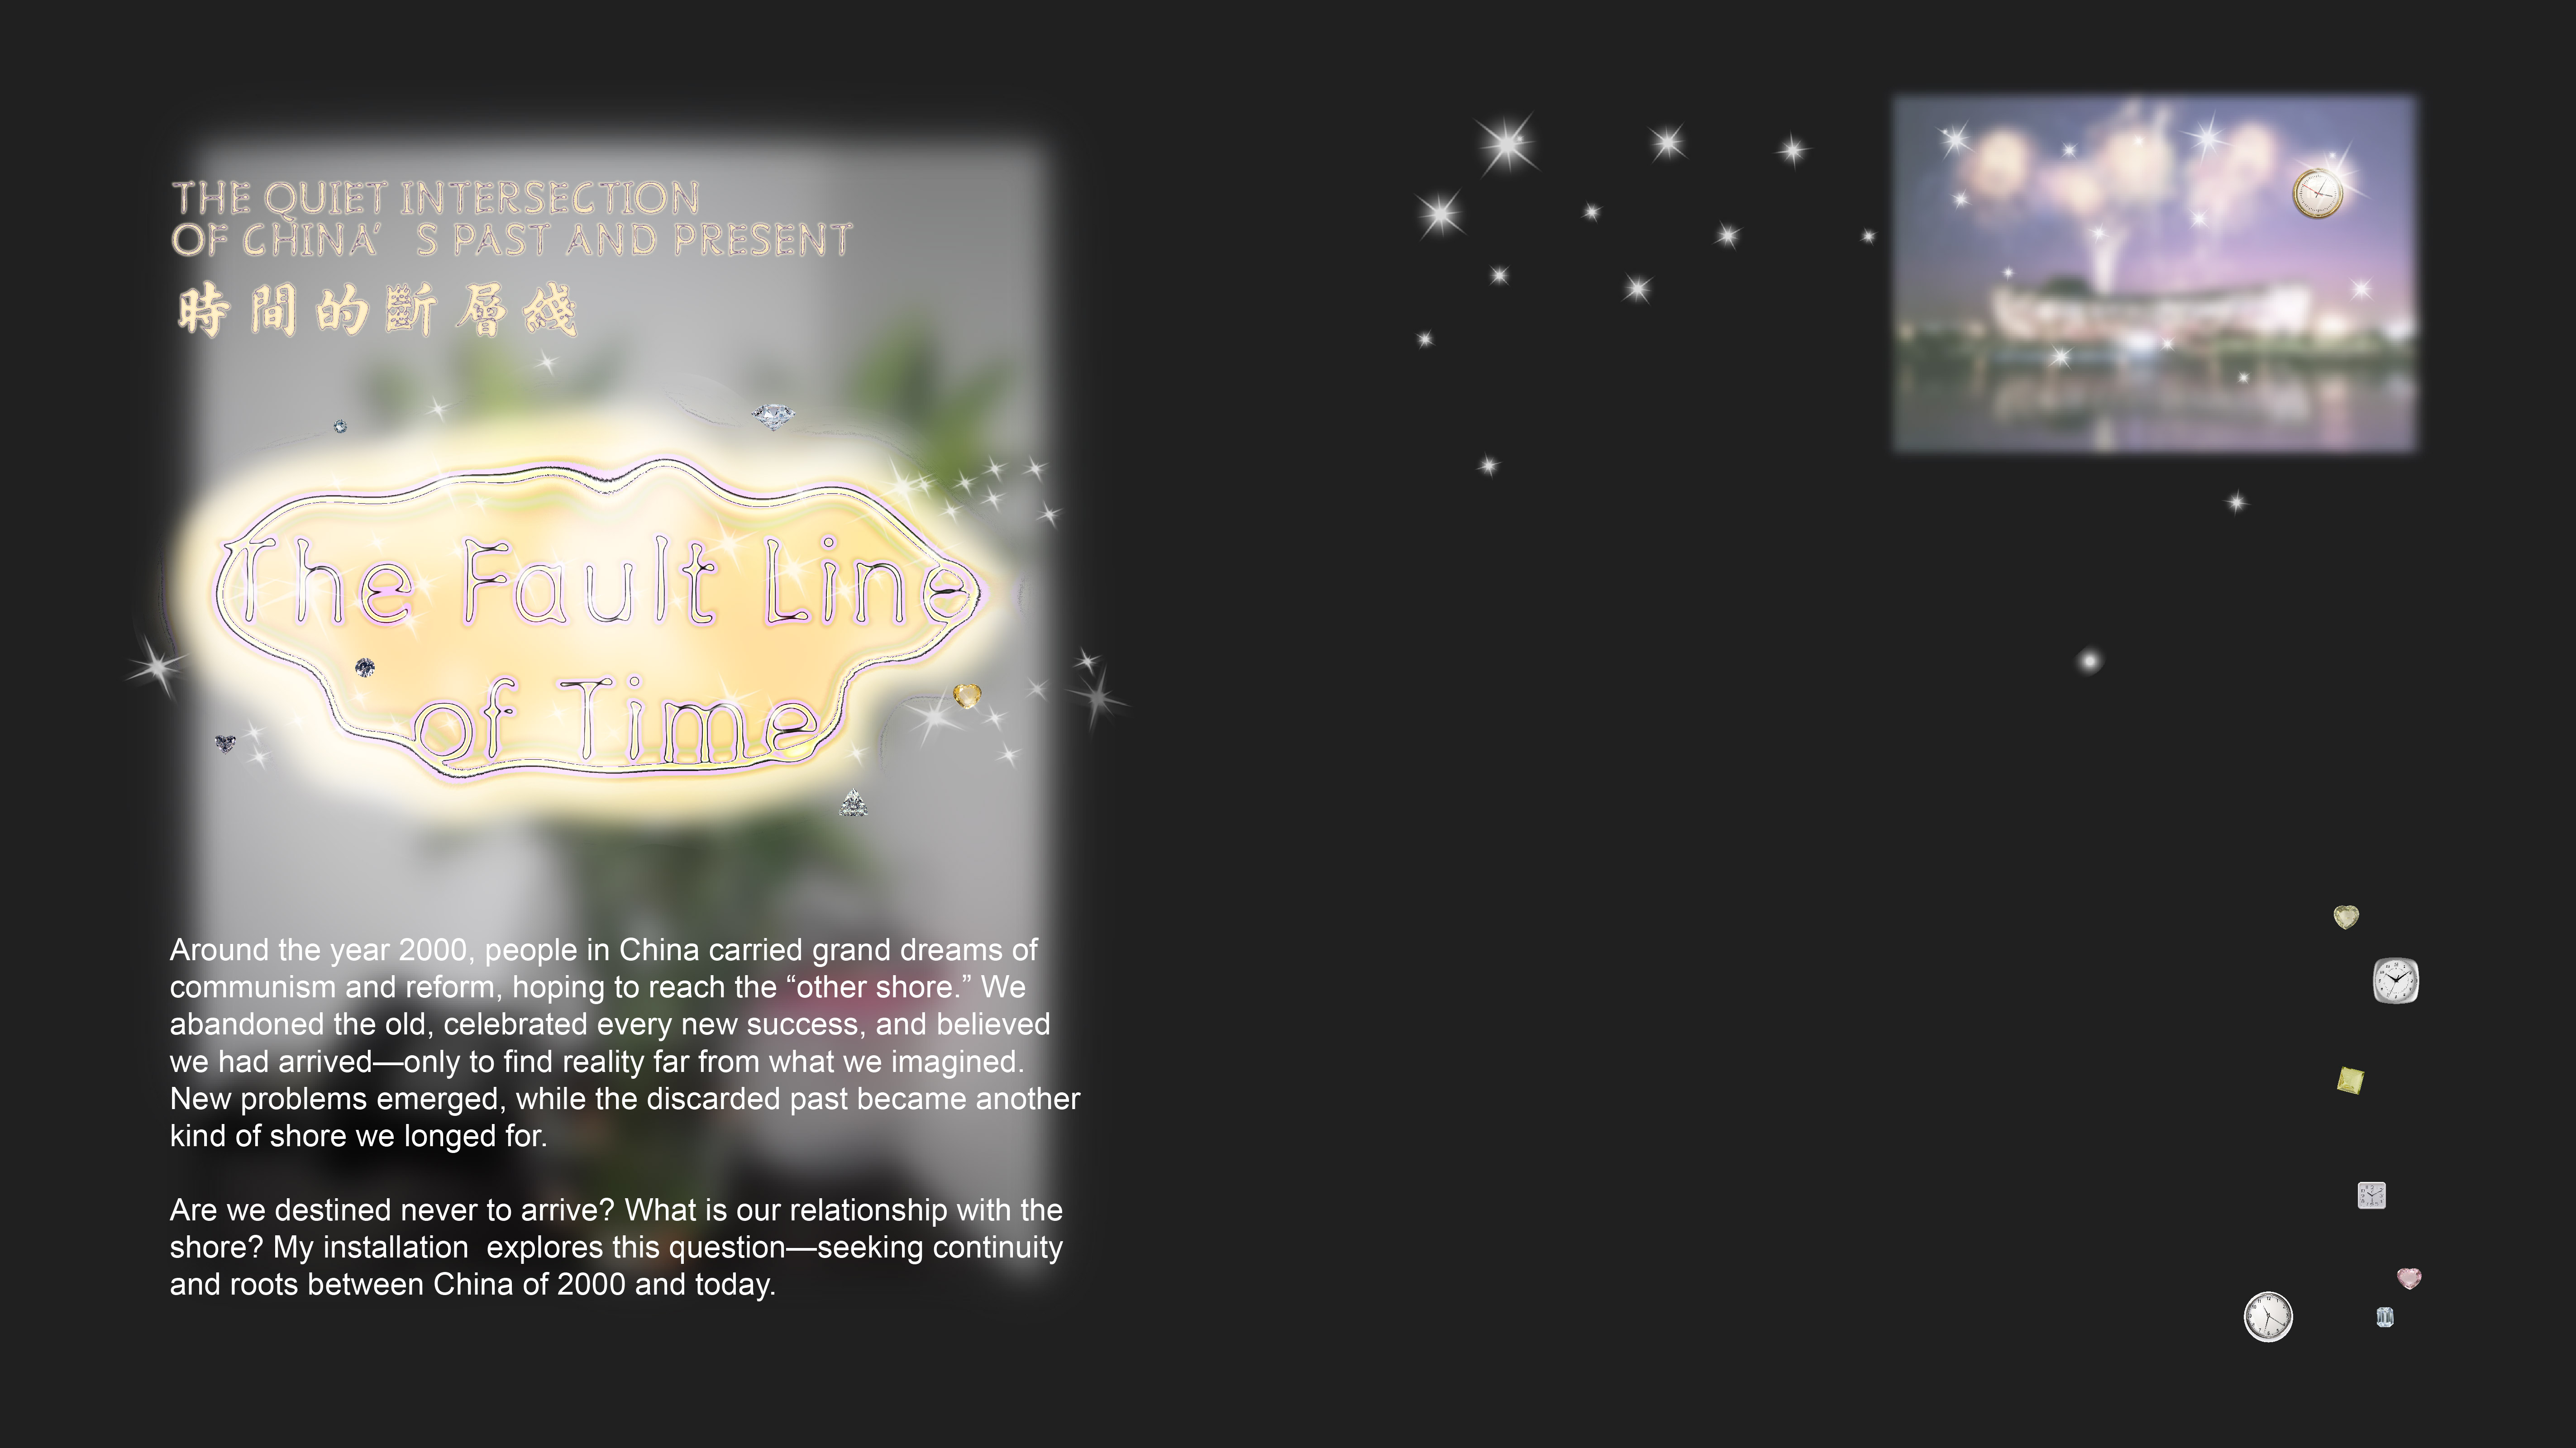 THE QUIET INTERSECTION
OF CHINA’ S PAST AND PRESENT
時間的斷層綫
The Fault Line
of Time
Around the year 2000, people in China carried grand dreams of
communism and reform, hoping to reach the “other shore.” We
abandoned the old, celebrated every new success, and believed
we had arrived—only to find reality far from what we imagined.
New problems emerged, while the discarded past became another
kind of shore we longed for.
Are we destined never to arrive? What is our relationship with the
shore? My installation  explores this question—seeking continuity
and roots between China of 2000 and today.